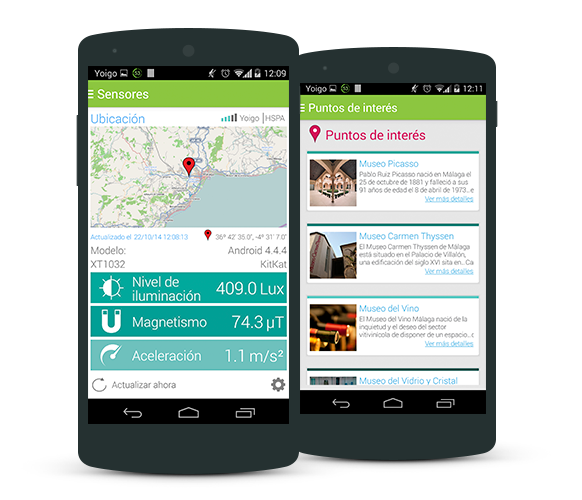 Yoigo 53 12:09
Sensores
Ubicación Yoigo HSPA
Actualizado el 22/10/14 12:08:13 36º 42' 35.0", -4º 31' 7.0"
Modelo: Android 4.4.4
XT1032 KitKat
Nivel de
iluminación 409.0 Lux
Magnetismo 74.3 µT
Aceleración 1.1 m/s²
Actualizar ahora
Yoigo 53 12:11
Puntos de interés
Puntos de interés
Museo Picasso
Pablo Ruiz Picasso nació en Málaga el
25 de octubre de 1881 y falleció a sus
91 años de edad el 8 de abril de 1973..
Ver más detalles
Museo Carmen Thyssen
El Museo Carmen Thyssen de Málaga
está situado en el Palacio de Villalón,
una edificación del siglo XVI sita en.. Ca
Ver más detalles
Museo del Vino
El Museo del Vino Málaga nació de la
inquietud y el deseo del sector
vitivinícola de disponer de un espacio..
Ver más detalles
Museo del Vidrio y Cristal